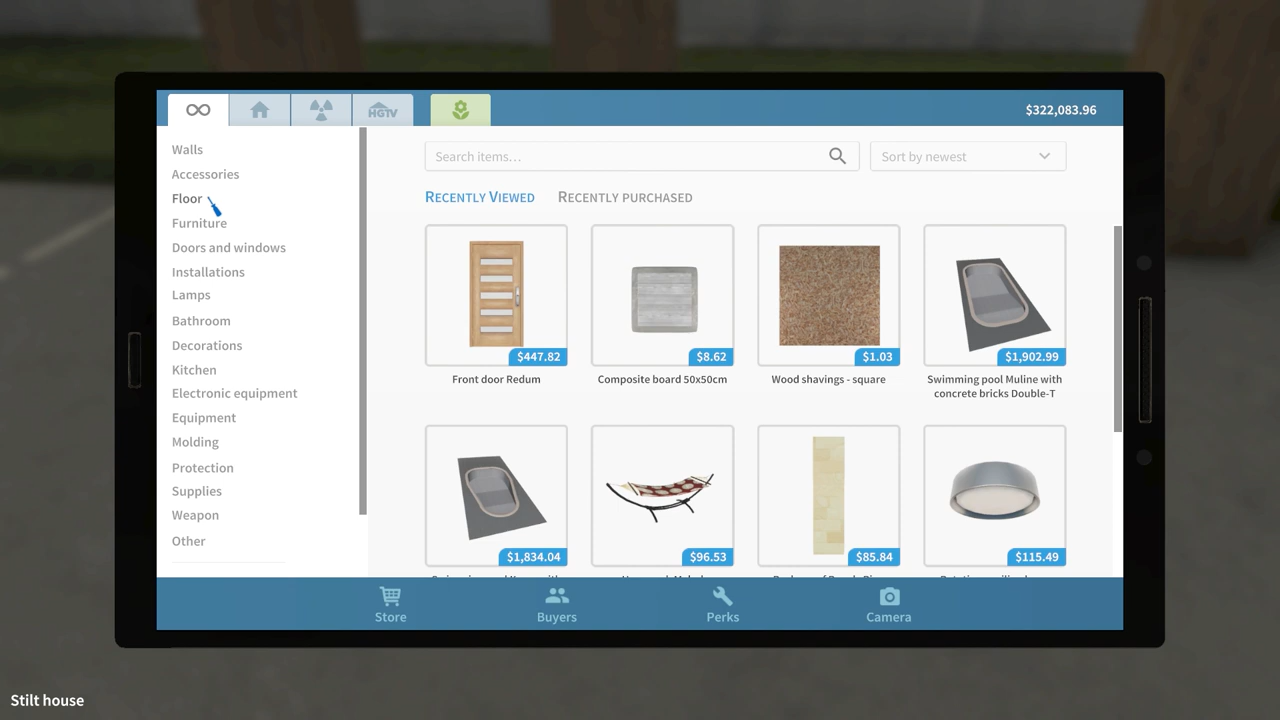 HGTV
$322,083.96
Walls
Accessories
Floor
Furniture
Doors and windows
Installations
Lamps
Bathroom
Decorations
Kitchen
Electronic equipment
Equipment
Molding
Protection
Supplies
Weapon
Other
Search items...
Sort by newest
RECENTLY VIEWED
RECENTLY PURCHASED
$447.82
Front door Redum
$8.62
Composite board 50x50cm
$1.03
Wood shavings - square
$1,902.99
Swimming pool Muline with
concrete bricks Double-T
$1,834.04
$96.53
$85.84
$115.49
Store
Buyers
Perks
Camera
Stilt house